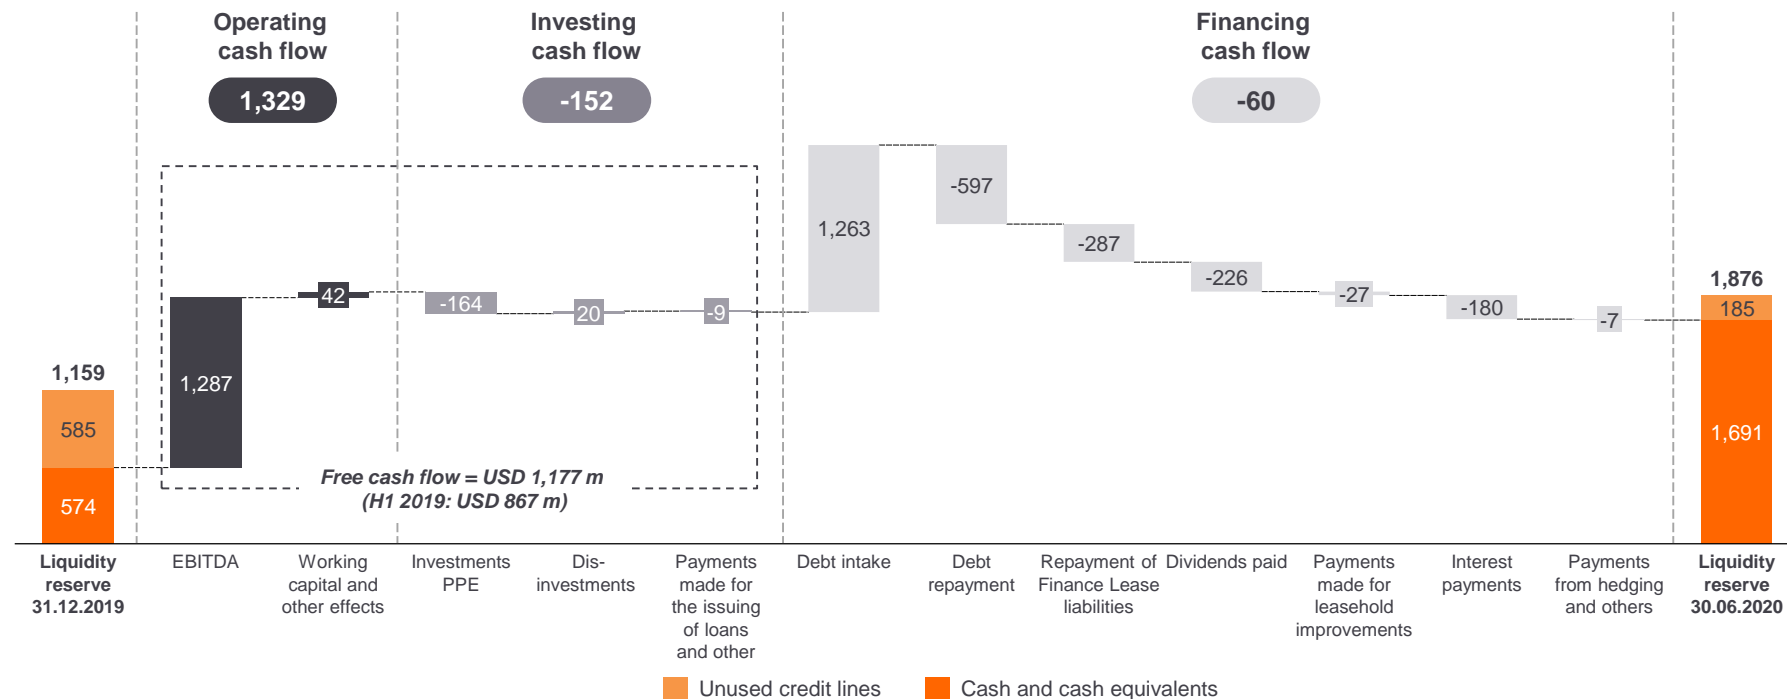 Operating
cash flow
1,329
Investing
cash flow
-152
Financing
cash flow
-60
1,159
585
574
1,287
42
-164
20
-9
1,263
-597
-287
-226
-27
-180
-7
1,876
185
1,691
Free cash flow = USD 1,177 m
(H1 2019: USD 867 m)
Liquidity
reserve
31.12.2019
EBITDA
Working
capital and
other effects
Investments
PPE
Dis-
investments
Payments
made for
the issuing
of loans
and other
Debt intake
Debt
repayment
Repayment of
Finance Lease
liabilities
Dividends paid
Payments
made for
leasehold
improvements
Interest
payments
Payments
from hedging
and others
Liquidity
reserve
30.06.2020
Unused credit lines
Cash and cash equivalents